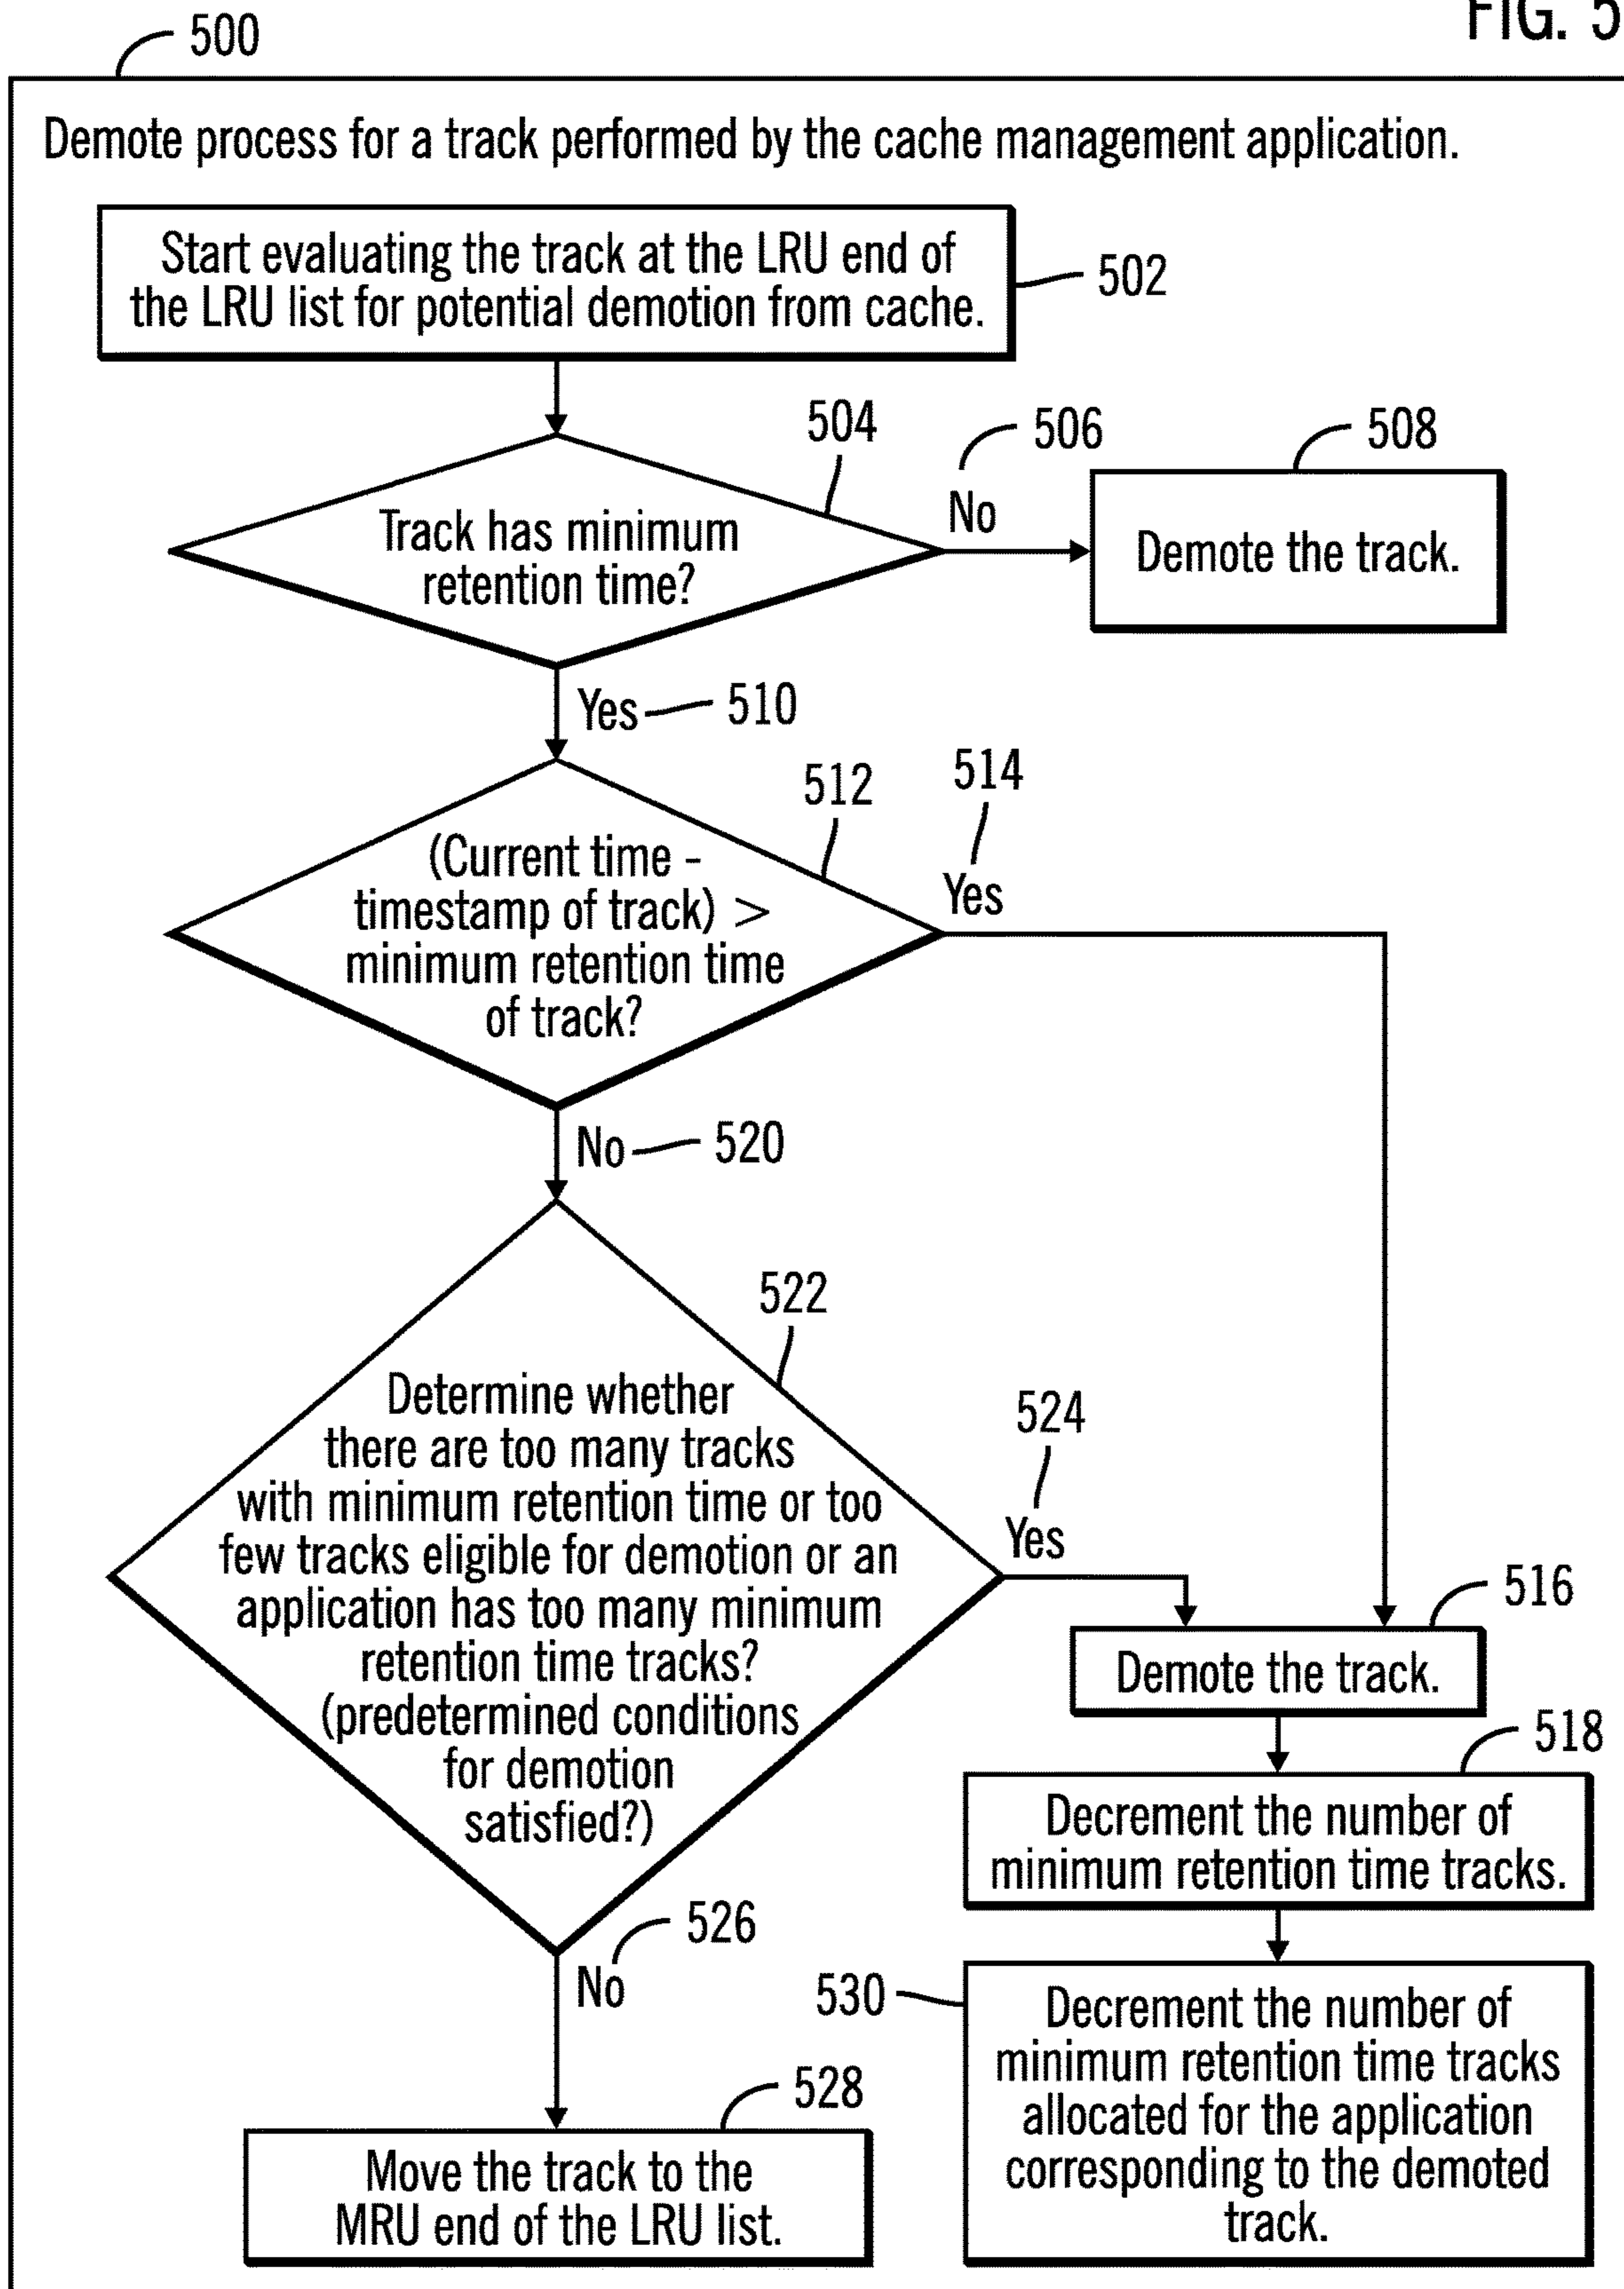 FIG. 5
500
Demote process for a track performed by the cache management application.
Start evaluating the track at the LRU end of
the LRU list for potential demotion from cache.
502
504
506
508
Track has minimum
retention time?
No
Demote the track.
Yes
510
512
514
(Current time -
timestamp of track) >
minimum retention time
of track?
Yes
No
520
522
Determine whether
there are too many tracks
with minimum retention time or too
few tracks eligible for demotion or an
application has too many minimum
retention time tracks?
(predetermined conditions
for demotion
satisfied?)
524
Yes
516
Demote the track.
518
Decrement the number of
minimum retention time tracks.
526
No
530
Decrement the number of
minimum retention time tracks
allocated for the application
corresponding to the demoted
track.
528
Move the track to the
MRU end of the LRU list.